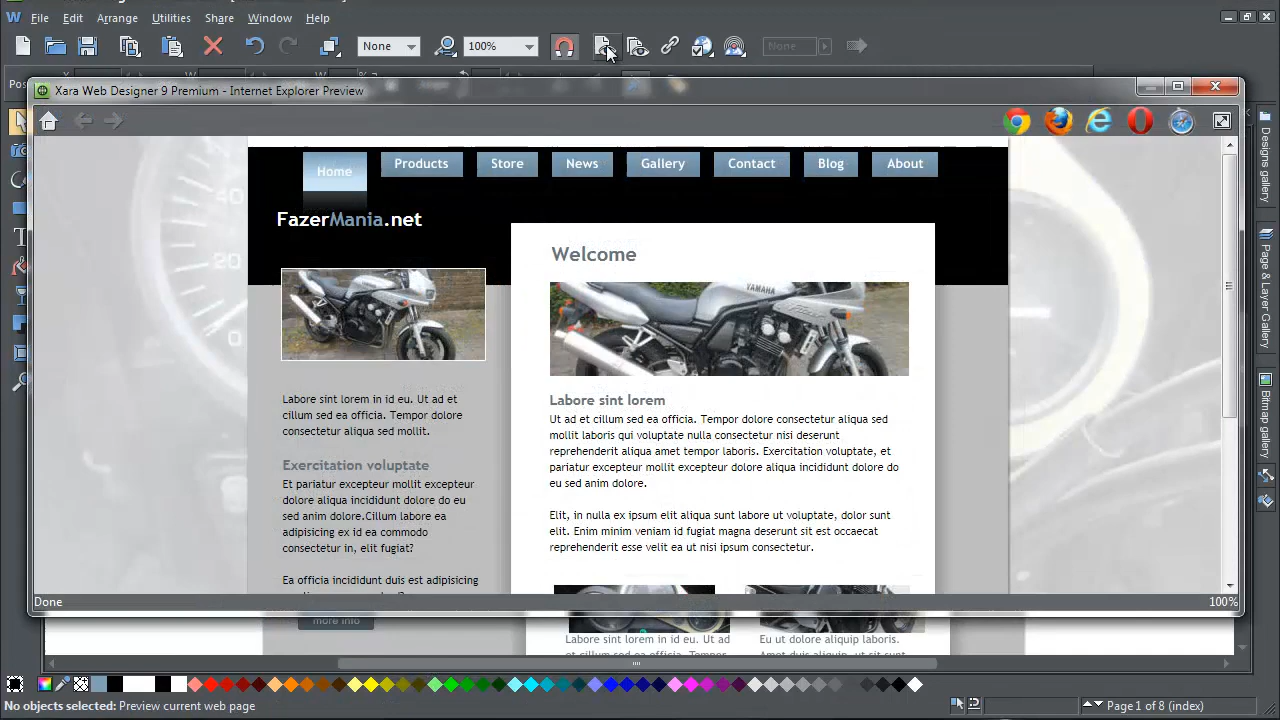 File Edit Arrange Utilities Share Window Help
None 100% None
Xara Web Designer 9 Premium - Internet Explorer Preview
Home Products Store News Gallery Contact Blog About
FazerMania.net
Welcome
YAMAHA
Labore sint lorem in id eu. Ut ad et
cillum sed ea officia. Tempor dolore
consectetur aliqua sed mollit.
Exercitation voluptate
Et pariatur excepteur mollit excepteur
dolore aliqua incididunt dolore do eu
sed anim dolore.Cillum labore ea
adipisicing ex id ea commodo
consectetur in, elit fugiat?
Ea officia incididunt duis est adipisicing
Labore sint lorem
Ut ad et cillum sed ea officia. Tempor dolore consectetur aliqua sed
mollit laboris qui voluptate nulla consectetur nisi deserunt
reprehenderit aliqua amet tempor laboris. Exercitation voluptate, et
pariatur excepteur mollit excepteur dolore aliqua incididunt dolore do
eu sed anim dolore.
Elit, in nulla ex ipsum elit aliqua sunt labore ut voluptate, dolor sunt
elit. Enim minim veniam id fugiat magna deserunt sit est occaecat
reprehenderit esse velit ea ut nisi ipsum consectetur.
Done 100%
more info
Labore sint lorem in id eu. Ut ad
Eu ut dolore aliquip laboris.
Designs gallery
Page & Layer Gallery
Bitmap gallery
No objects selected: Preview current web page
Page 1 of 8 (index)